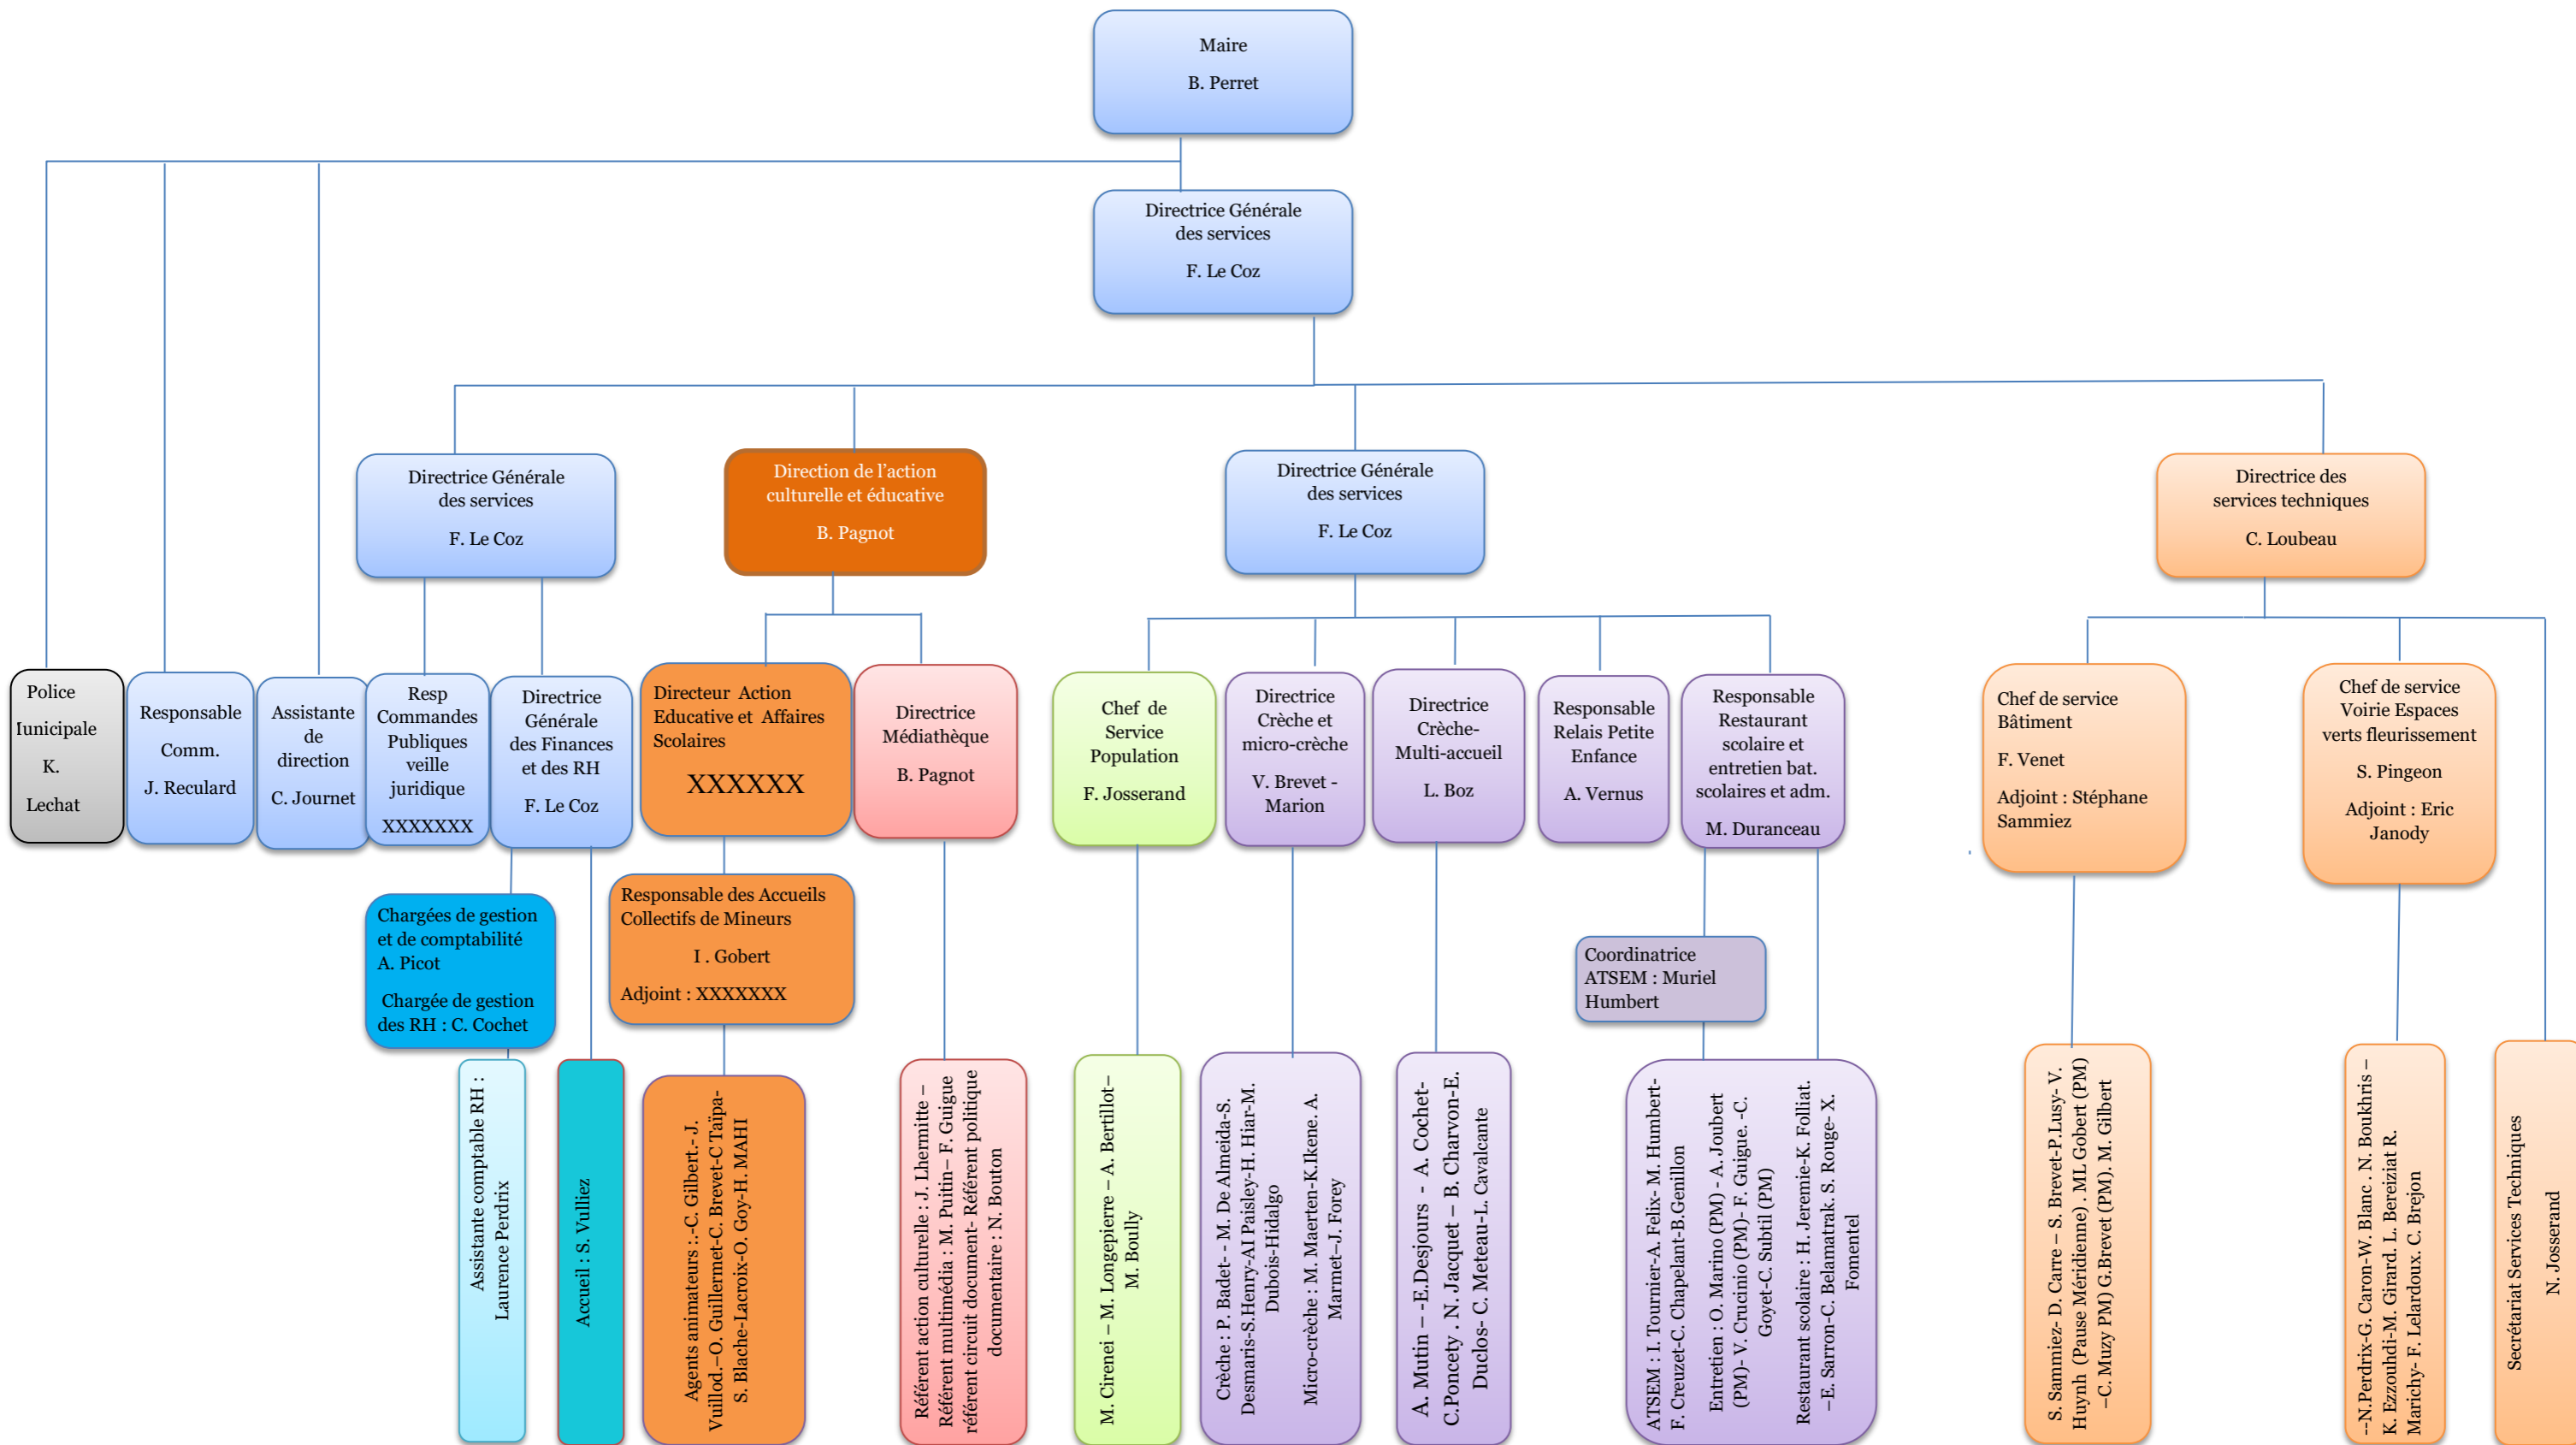 Maire
B. Perret
Directrice Générale
des services
F. Le Coz
Directrice Générale
des services
F. Le Coz
Direction de l'action
culturelle et éducative
B. Pagnot
Directrice Générale
des services
F. Le Coz
Directrice des
services techniques
C. Loubeau
Police
Iunicipale
K.
Lechat
Responsable
Comm.
J. Reculard
Assistante
de
direction
C. Journet
Resp
Commandes
Publiques
veille
juridique
XXXXXXX
Directrice
Générale
des Finances
et des RH
F. Le Coz
Directeur Action
Educative et Affaires
Scolaires
XXXXXX
Directrice
Médiathèque
B. Pagnot
Chef de
Service
Population
F. Josserand
Directrice
Crèche et
micro-crèche
V. Brevet -
Marion
Directrice
Crèche-
Multi-accueil
L. Boz
Responsable
Relais Petite
Enfance
A. Vernus
Responsable
Restaurant
scolaire et
entretien bat.
scolaires et adm.
M. Duranceau
Chef de service
Bâtiment
F. Venet
Adjoint : Stéphane
Sammiez
Chef de service
Voirie Espaces
verts fleurissement
S. Pingeon
Adjoint : Eric
Janody
Chargées de gestion
et de comptabilité
A. Picot
Chargée de gestion
des RH : C. Cochet
Responsable des Accueils
Collectifs de Mineurs
I . Gobert
Adjoint : XXXXXXX
Coordinatrice
ATSEM : Muriel
Humbert
Assistante comptable RH :
Laurence Perdrix
Accueil : S. Vulliez
Agents animateurs :.-C. Gilbert.- J.
Vuillod.–O. Guillermet-C. Brevet-C Taïpa-
S. Blache-Lacroix-O. Goy-H. MAHI
Référent action culturelle : J. Lhermitte –
Référent multinédia : M. Puitin– F. Guigue
référent circuit document- Référent politique
documentaire : N. Bouton
M. Cirenei – M. Longepierre – A. Bertillot–
M. Boully
Crèche : P. Badet- - M. De Almeida-S.
Desmaris-S.Henry-AI Paisley-H. Hiar-M.
Dubois-Hidalgo
Micro-crèche : M. Maerten-K.Ikene. A.
Marmet–J. Forey
A. Mutin – -E.Desjours - A. Cochet-
C.Poncety . N. Jacquet – B. Charvon-E.
Duclos- C. Meteau-L. Cavalcante
ATSEM : I. Tournier-A. Felix- M. Humbert-
F. Creuzet-C. Chapelant-B.Genillon
Entretien : O. Marino (PM) - A. Joubert
(PM)- V. Crucinio (PM)- F. Guigue. -C.
Goyet-C. Subtil (PM)
Restaurant scolaire : H. Jeremie-K. Folliat.
–E. Sarron-C. Belamatrak. S. Rouge- X.
Fomentel
S. Sammiez- D. Carre – S. Brevet-P.Lusy- V.
Huynh (Pause Méridienne) . ML Gobert (PM)
–C. Muzy PM) G.Brevet (PM). M. Gilbert
--N.Perdrix-G. Caron-W. Blanc . N. Boukhris –
K. Ezzouhdi-M. Girard. L. Bereiziat R.
Marichy- F. Lelardoux. C. Brejon
Secrétariat Services Techniques
N. Josserand